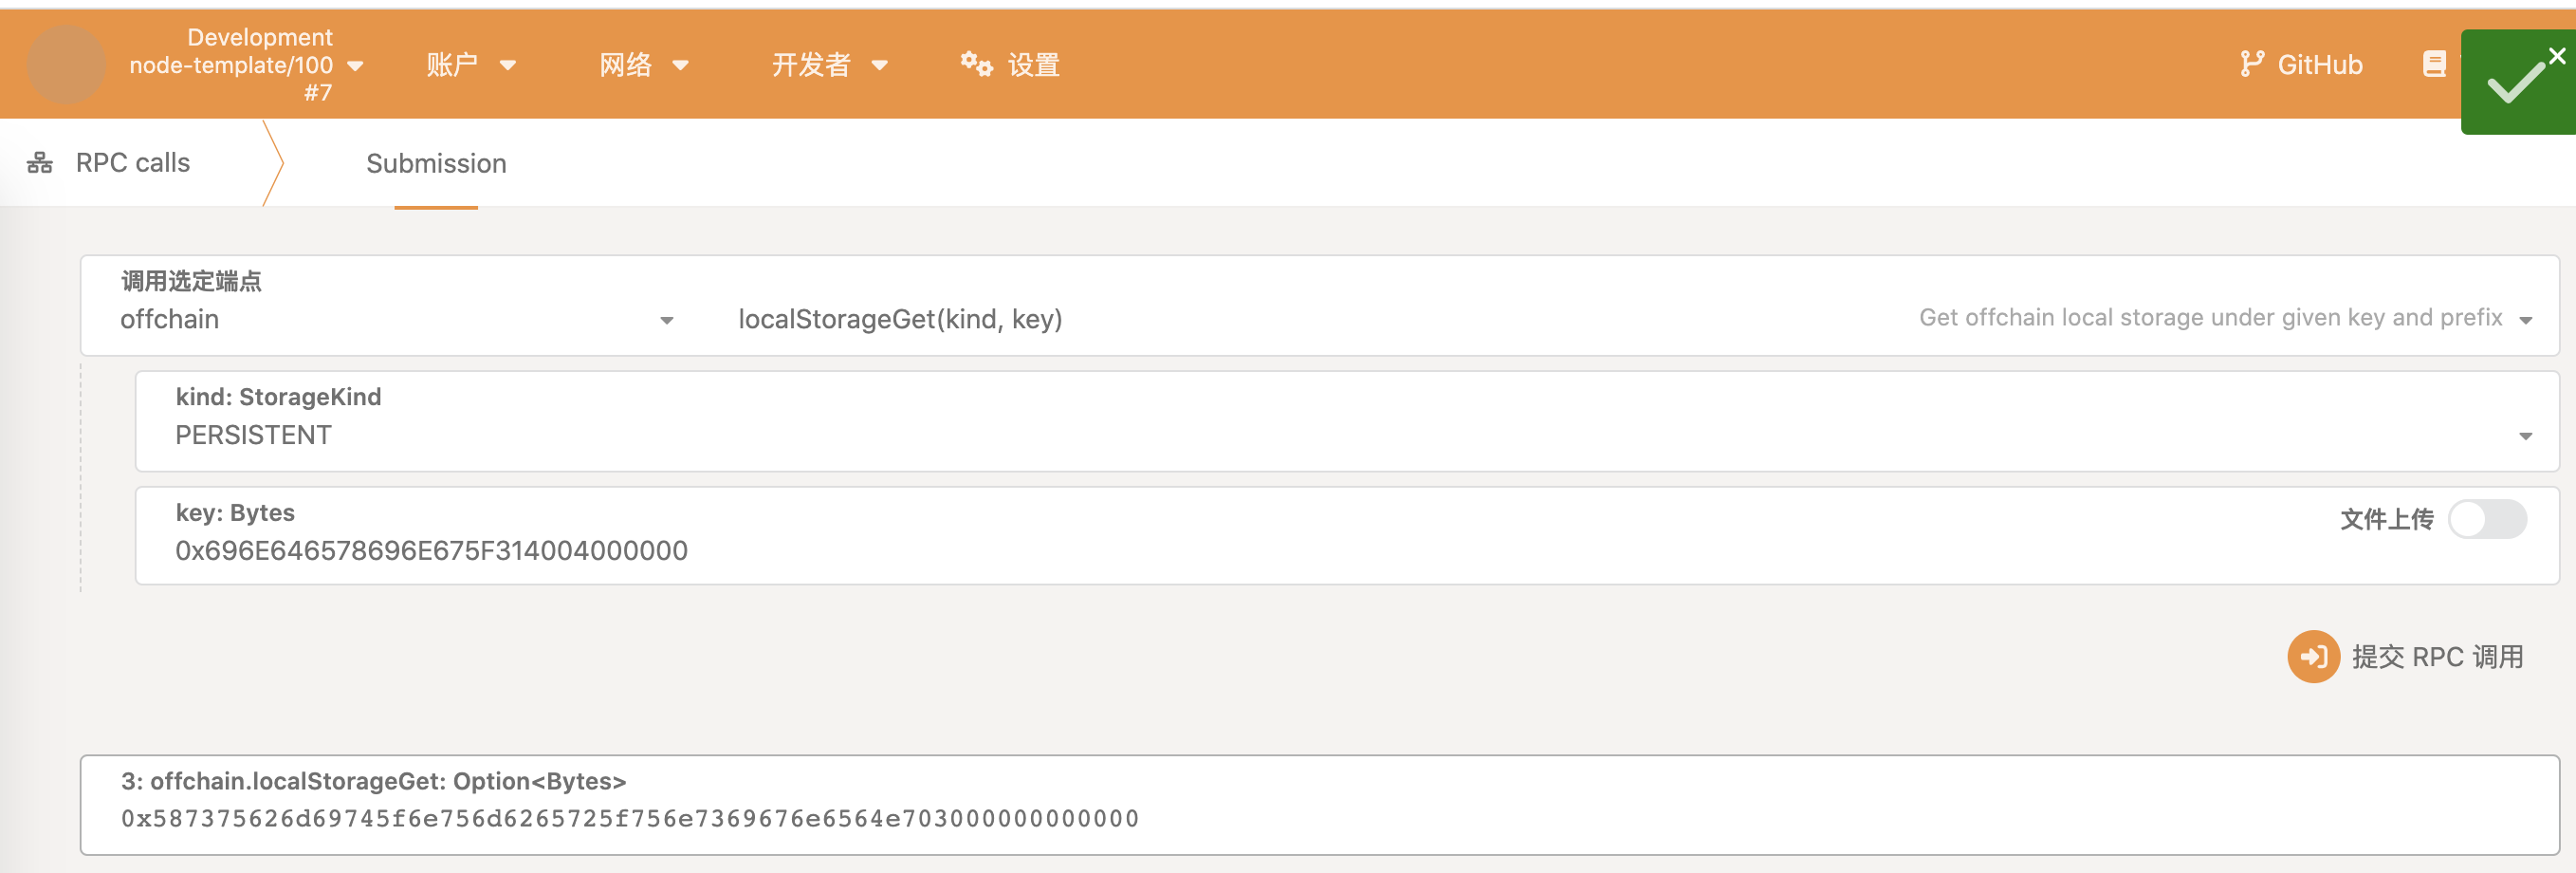 Development
node-template/100
#7
账户
网络
开发者
设置
GitHub
RPC calls
Submission
调用选定端点
offchain
localStorageGet(kind, key)
Get offchain local storage under given key and prefix
kind: StorageKind
PERSISTENT
key: Bytes
文件上传
0x696E646578696E675F314004000000
提交 RPC 调用
3: offchain.localStorageGet: Option<Bytes>
0x587375626d69745f6e756d6265725f756e7369676e6564e703000000000000